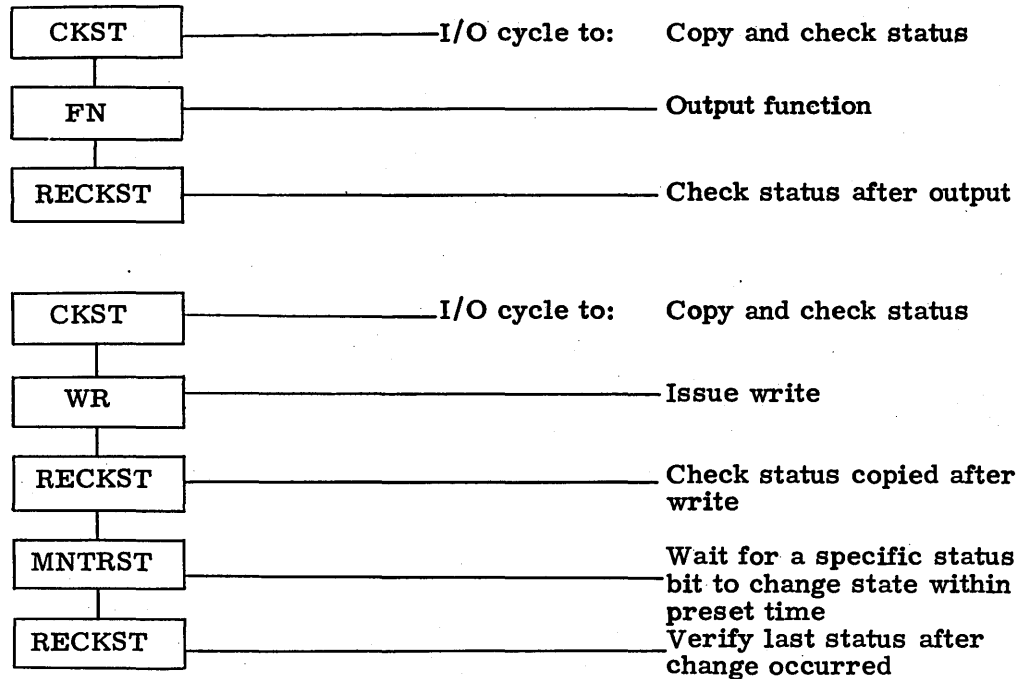 CKST I/O cycle to: Copy and check status
FN Output function
RECKST Check status after output
CKST I/O cycle to: Copy and check status
WR Issue write
RECKST Check status copied after
write
MNTRST Wait for a specific status
bit to change state within
preset time
RECKST Verify last status after
change occurred